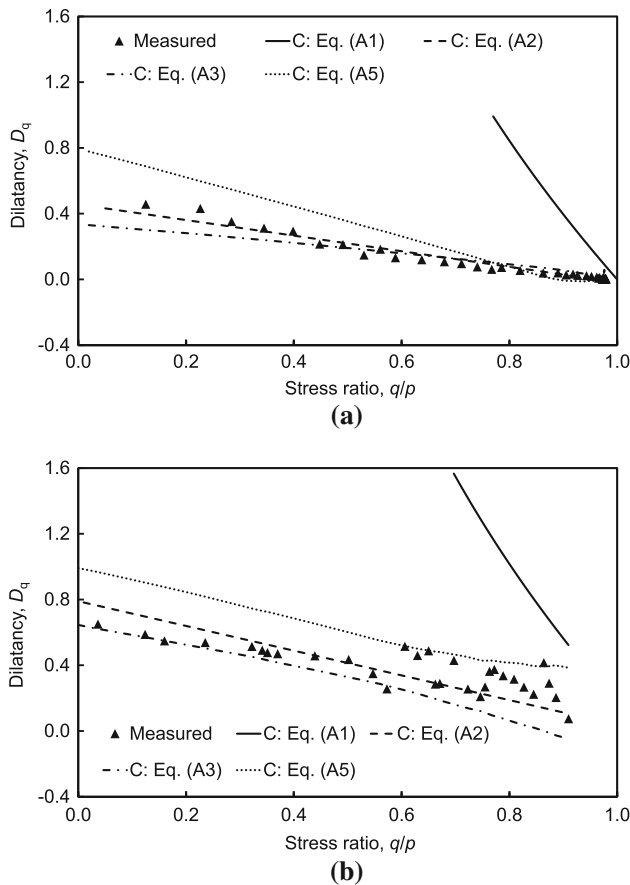 1.6
▲ Measured
C: Eq. (A1)
C: Eq. (A2)
C: Eq. (A3)
C: Eq. (A5)
1.2
0.8
0.4
0.0
-0.4
Dilatancy, Dq
0.0 0.2 0.4 0.6 0.8 1.0
Stress ratio, q/p
(a)
1.6
1.2
0.8
0.4
0.0
-0.4
Dilatancy, Dq
▲ Measured
C: Eq. (A1)
C: Eq. (A2)
C: Eq. (A3)
C: Eq. (A5)
0.0 0.2 0.4 0.6 0.8 1.0
Stress ratio, q/p
(b)